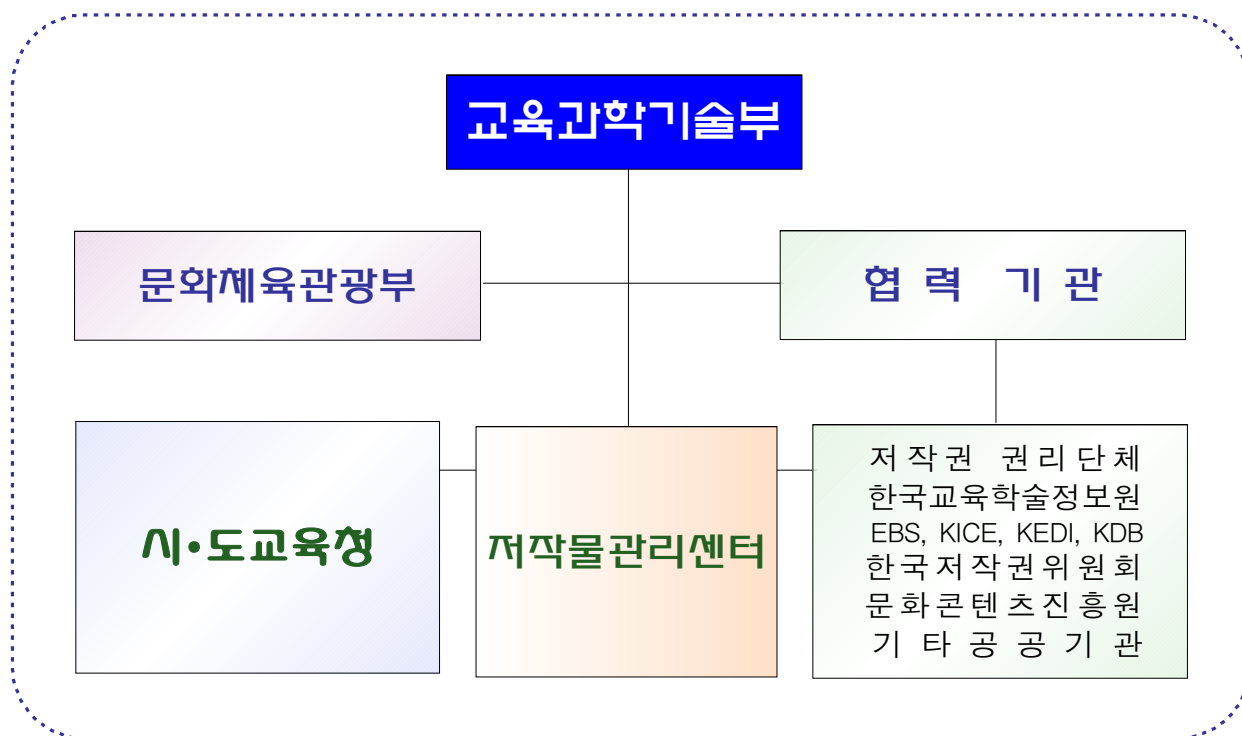 교육과학기술부
문화체육관광부
협 력 기 관
시·도교육청
저작물관리센터
저작권 권리단체
한국교육학술정보원
EBS, KICE, KEDI, KDB
한국저작권위원회
문화콘텐츠진흥원
기 타 공 공 기 관